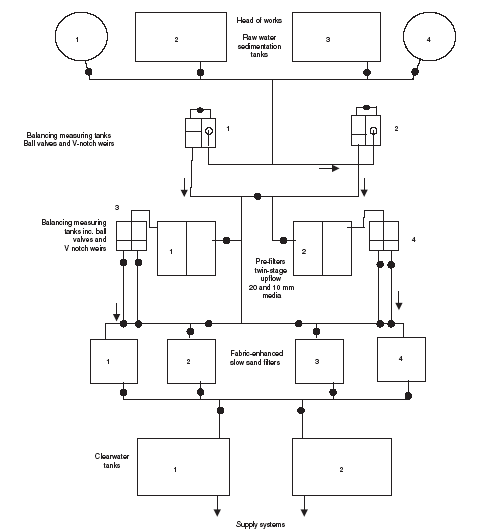 Head of works
1
2
Raw water
sedimentation
tanks
3
4
Balancing measuring tanks
Ball valves and V-notch weirs
1
2
3
Balancing measuring
tanks inc. ball
valves and
V notch weirs
1
2
4
Pre-filters
twin-stage
upflow
20 and 10 mm
media
1
2
Fabric-enhanced
slow sand filters
3
4
Clearwater
tanks
1
2
Supply systems